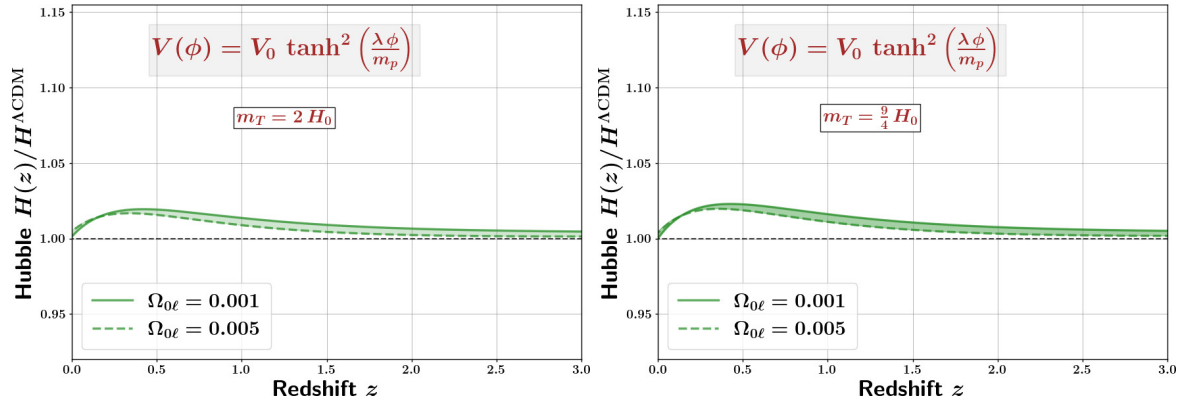 V(ϕ) = V₀ tanh² (λ ϕ / mₚ)
m_T = 2 H₀
Hubble H(z)/H^ΛCDM
1.15
1.10
1.05
1.00
0.95
Ω₀ℓ = 0.001
Ω₀ℓ = 0.005
0.0 0.5 1.0 1.5 2.0 2.5 3.0
Redshift z
V(ϕ) = V₀ tanh² (λ ϕ / mₚ)
m_T = 9/4 H₀
Hubble H(z)/H^ΛCDM
1.15
1.10
1.05
1.00
0.95
Ω₀ℓ = 0.001
Ω₀ℓ = 0.005
0.0 0.5 1.0 1.5 2.0 2.5 3.0
Redshift z